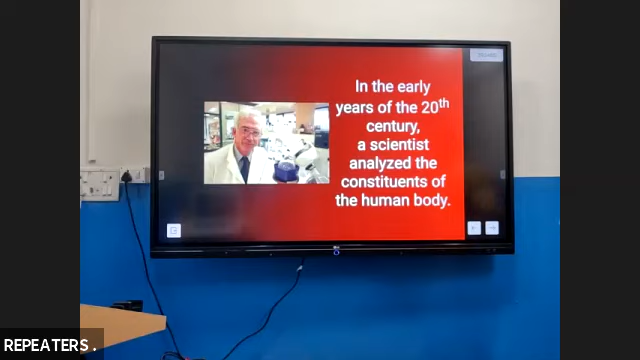 In the early
years of the 20th
century,
a scientist
analyzed the
constituents of
the human body.
REPEATERS.